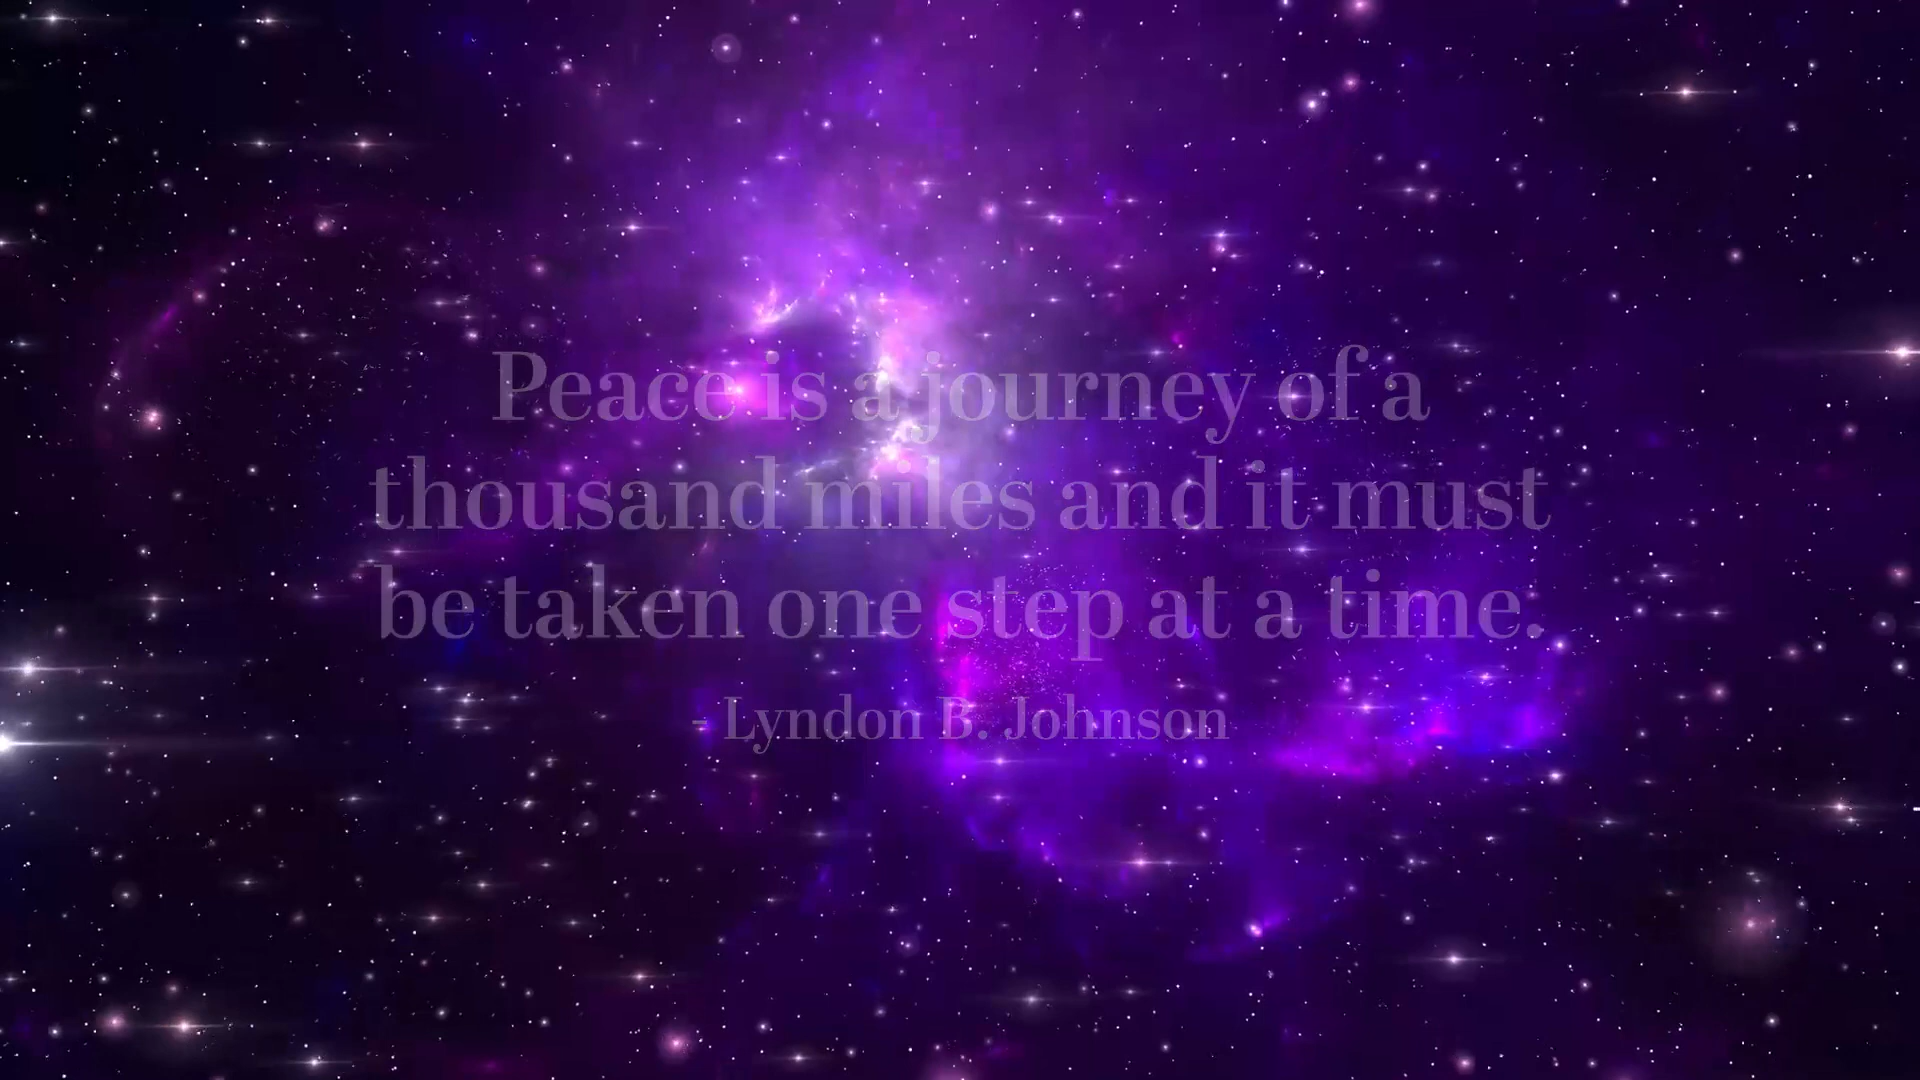 Peace is a journey of a
thousand miles and it must
be taken one step at a time.
- Lyndon B. Johnson